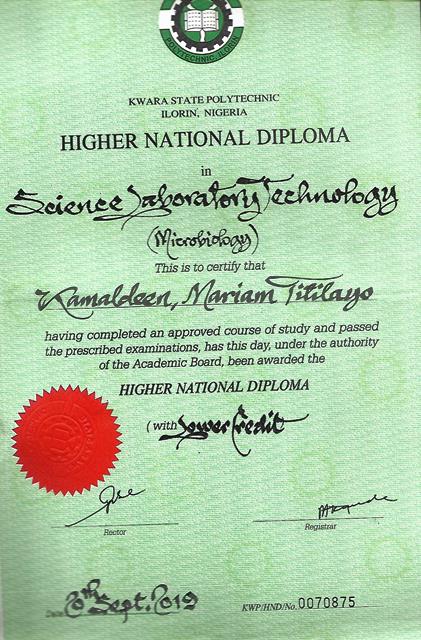 POLYTECHNIC, ILORIN
KWARA STATE POLYTECHNIC
ILORIN, NIGERIA
HIGHER NATIONAL DIPLOMA
in
Science Laboratory Technology
(Microbiology)
This is to certify that
Kamaldeen, Mariam Titilayo
having completed an approved course of study and passed
the prescribed examinations, has this day, under the authority
of the Academic Board, been awarded the
HIGHER NATIONAL DIPLOMA
(with Lower Credit
Rector
Registrar
Date 20th Sept. 2019
KWP/HND/No. 0070875